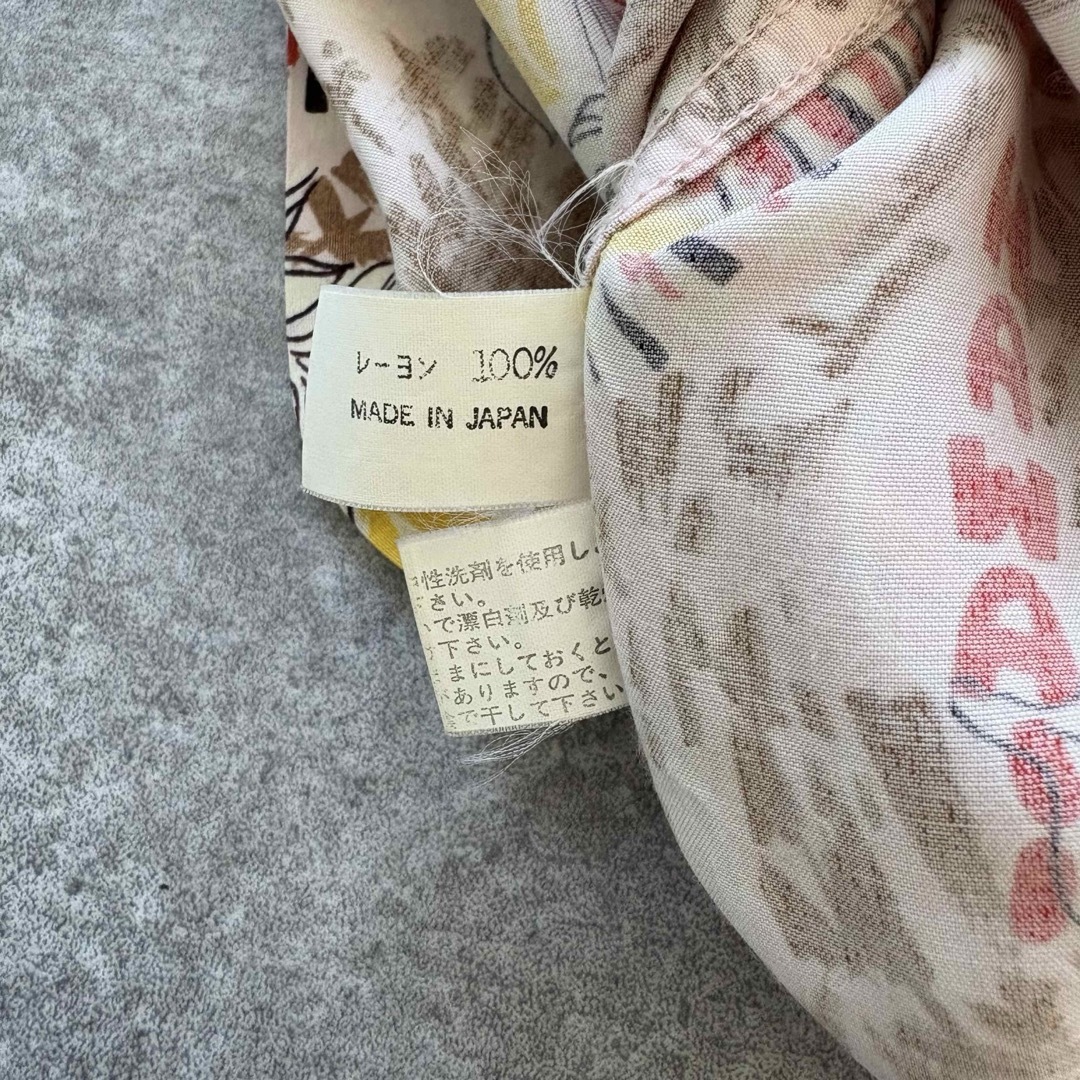 レーヨン 100%
MADE IN JAPAN
性洗剤を使用し
さい。
で漂白剤及び乾
下さい。
まにしておくと
がありますので、
で干して下さい